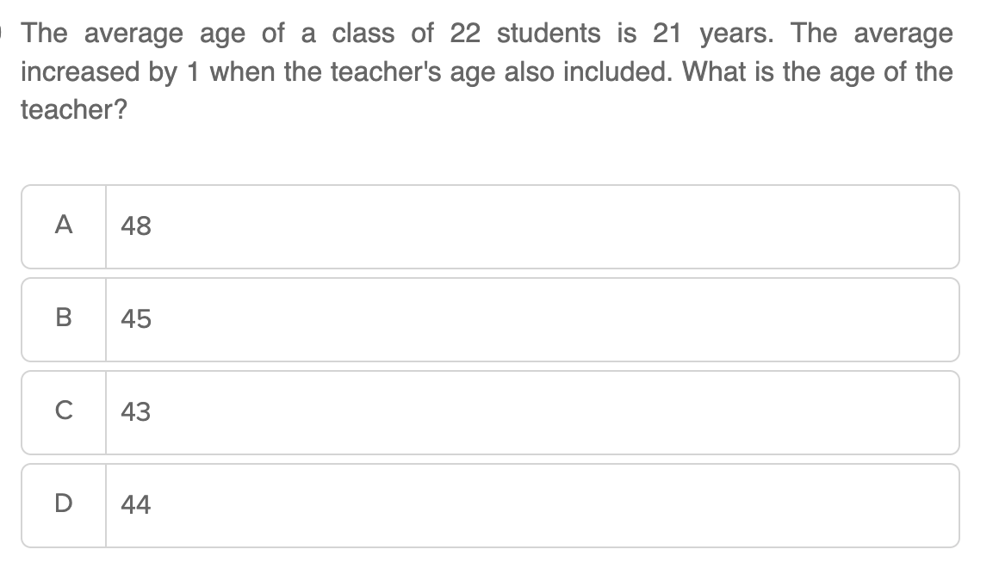 The average age of a class of 22 students is 21 years. The average
increased by 1 when the teacher's age also included. What is the age of the
teacher?
A 48
B 45
C 43
D 44